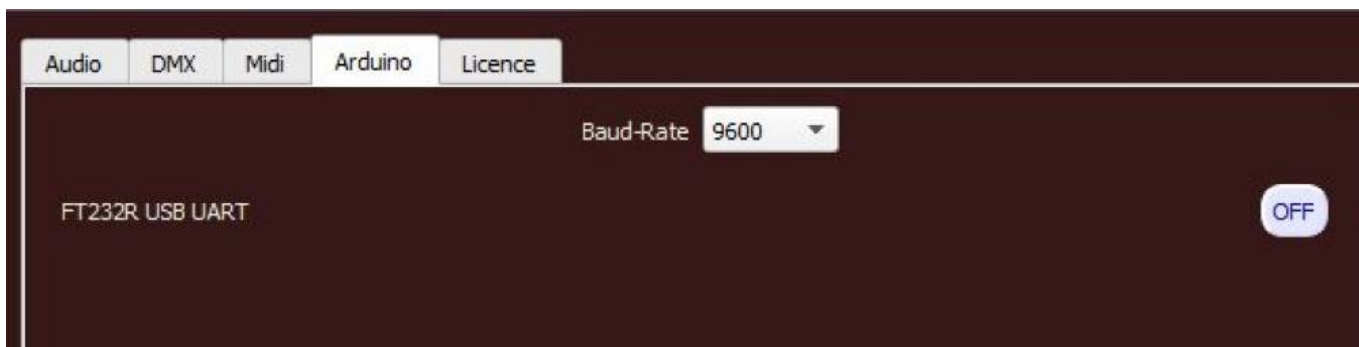 Audio DMX Midi Arduino Licence
Baud-Rate 9600
FT232R USB UART OFF